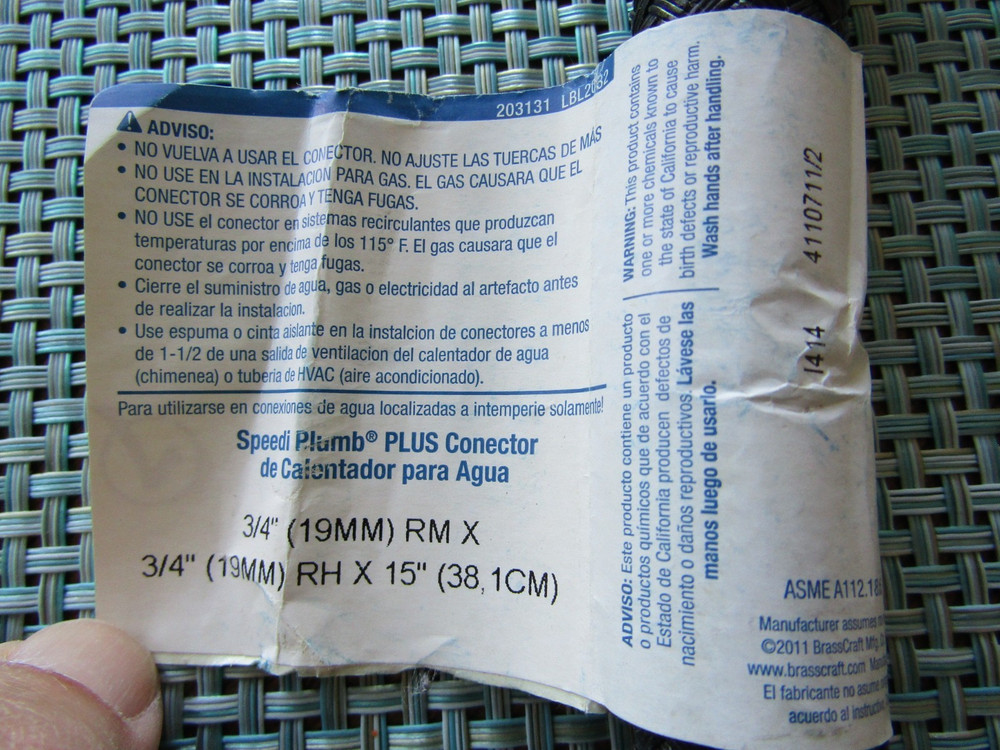 203131 LBL2032
ADVISO:
• NO VUELVA A USAR EL CONECTOR. NO AJUSTE LAS TUERCAS DE MÁS
• NO USE EN LA INSTALACION PARA GAS. EL GAS CAUSARA QUE EL
CONECTOR SE CORROA Y TENGA FUGAS.
• NO USE el conector en sistemas recirculantes que produzcan
temperaturas por encima de los 115° F. El gas causara que el
conector se corroa y tenga fugas.
• Cierre el suministro de agua, gas o electricidad al artefacto antes
de realizar la instalacion.
• Use espuma o cinta aislante en la instalcion de conectores a menos
de 1-1/2 de una salida de ventilacion del calentador de agua
(chimenea) o tuberia de HVAC (aire acondicionado).
Para utilizarse en conexiones de agua localizadas a intemperie solamente!
Speedi Plumb® PLUS Conector
de Calentador para Agua
3/4" (19MM) RM X
3/4" (19MM) RH X 15" (38,1CM)
WARNING: This product contains
one or more chemicals known to
the state of California to cause
birth defects or reproductive harm.
Wash hands after handling.
ADVISO: Este producto contiene un producto
o productos químicos que de acuerdo con el
Estado de California producen defectos de
nacimiento o daños reproductivos. Lávese las
manos luego de usarlo.
1414 4110711/2
ASME A112.18
Manufacturer assumes
©2011 BrassCraft Mfg.
www.brasscraft.com
El fabricante no asume
acuerdo al